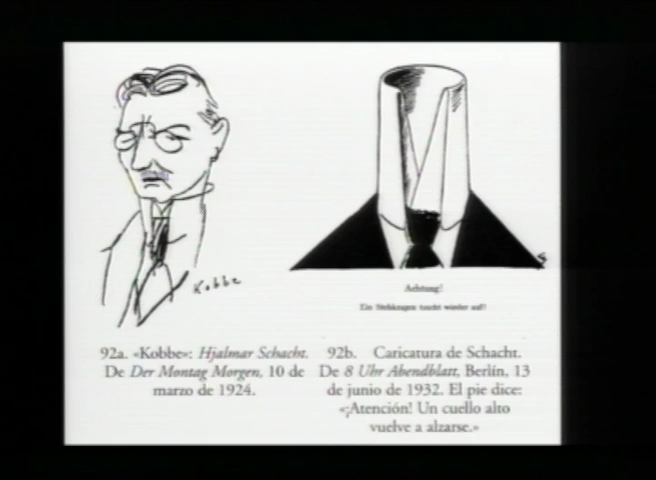 Kobbe
Achtung!
Ein Stehkragen taucht wieder auf!
92a. «Kobbe»: Hjalmar Schacht.
De Der Montag Morgen, 10 de
marzo de 1924.
92b. Caricatura de Schacht.
De 8 Uhr Abendblatt, Berlín, 13
de junio de 1932. El pie dice:
«¡Atención! Un cuello alto
vuelve a alzarse.»